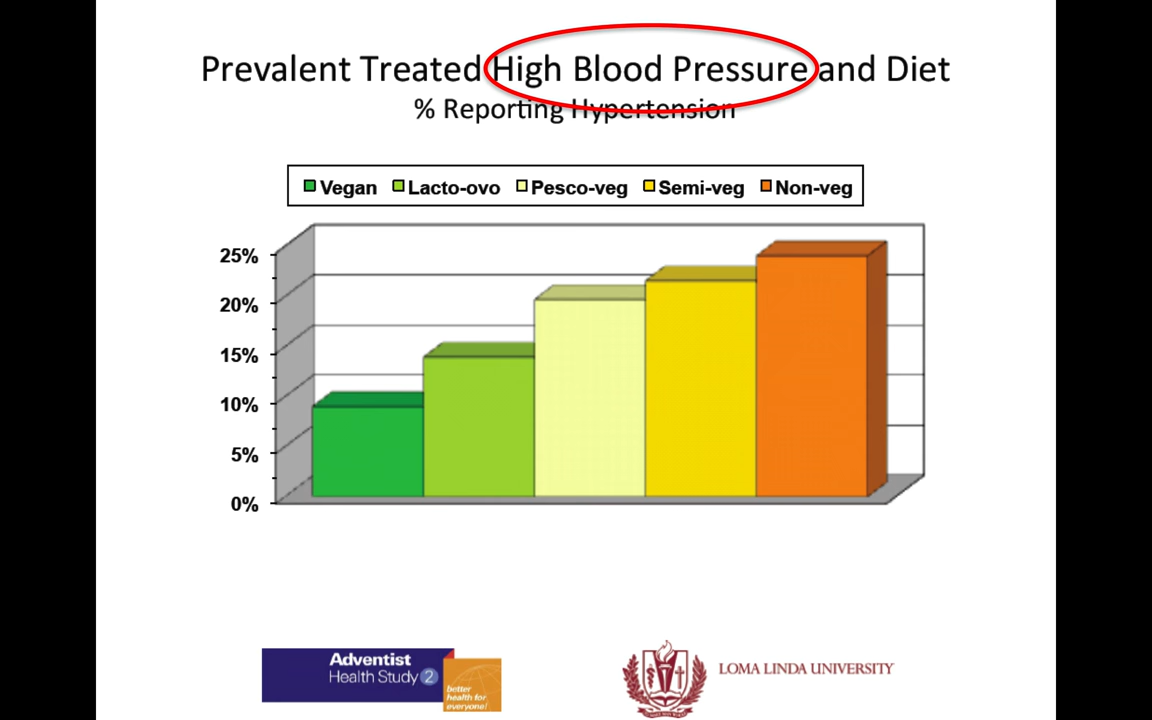 Prevalent Treated High Blood Pressure and Diet
% Reporting Hypertension
Vegan Lacto-ovo Pesco-veg Semi-veg Non-veg
25%
20%
15%
10%
5%
0%
Adventist
Health Study 2
better
health for
everyone!
LOMA LINDA UNIVERSITY